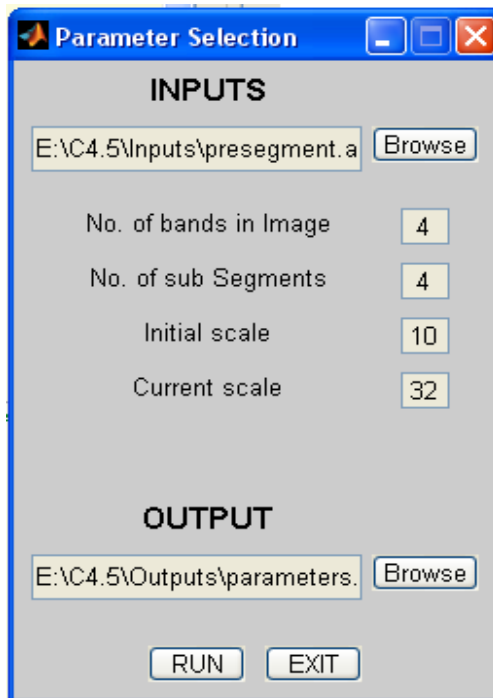 Parameter Selection
INPUTS
E:\C4.5\Inputs\presegment.a Browse
No. of bands in Image 4
No. of sub Segments 4
Initial scale 10
Current scale 32
OUTPUT
E:\C4.5\Outputs\parameters. Browse
RUN EXIT